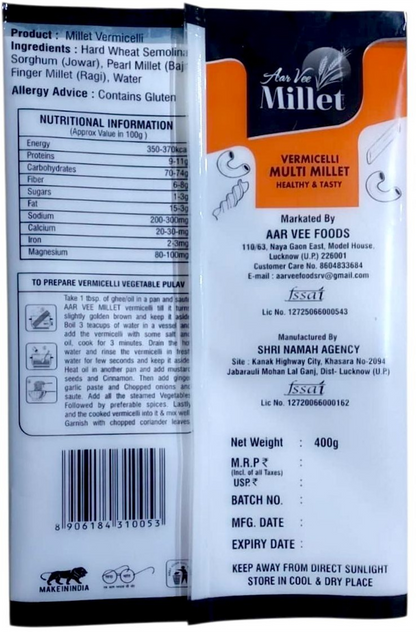 Product : Millet Vermicelli
Ingredients : Hard Wheat Semolina
Sorghum (Jowar), Pearl Millet (Baj
Finger Millet (Ragi), Water
Allergy Advice : Contains Gluten
NUTRITIONAL INFORMATION
(Approx Value in 100g )
Energy 350-370kca
Proteins 9-11g
Carbohydrates 70-74g
Fiber 6-8g
Sugars 1-3g
Fat 15-3g
Sodium 200-300mg
Calcium 20-30-mg
Iron 2-3mg
Magnesium 80-100mg
TO PREPARE VERMICELLI VEGETABLE PULAV
Take 1 tbsp. of ghee/oil in a pan and saute
AAR VEE MILLET vermicelli till it turns
slightly golden brown and keep it aside
Boil 3 teacups of water in a vessel and
add the vermicelli with some salt and
oil, cook for 3 minutes. Drain the hot
water and rinse the vermicelli in fresh
water for few seconds and keep it aside
Heat oil in another pan and add mustard
seeds and Cinnamon. Then add ginger
garlic paste and Chopped onions and
saute. Add all the steamed Vegetables
Followed by preferable spices. Lastly
and the cooked vermicelli into it & mix well
Garnish with chopped coriander leaves
8 906184 310053
MAKE IN INDIA
Aar Vee
Millet
VERMICELLI
MULTI MILLET
HEALTHY & TASTY
Markated By
AAR VEE FOODS
110/63, Naya Gaon East, Model House,
Lucknow (U.P.) 226001
Customer Care No. 8604833684
E-mail : aarveefoodsrv@gmail.com
fssai
Lic No. 12726066000543
Manufactured By
SHRI NAMAH AGENCY
Site : Kanak Highway City, Khasara No-2094
Jabarauli Mohan Lal Ganj, Dist- Lucknow (U.P)
fssai
Lic No. 12720066000162
Net Weight : 400g
M.R.P ₹ :
(Incl. of all Taxes)
USP. ₹ :
BATCH NO. :
MFG. DATE :
EXPIRY DATE :
KEEP AWAY FROM DIRECT SUNLIGHT
STORE IN COOL & DRY PLACE